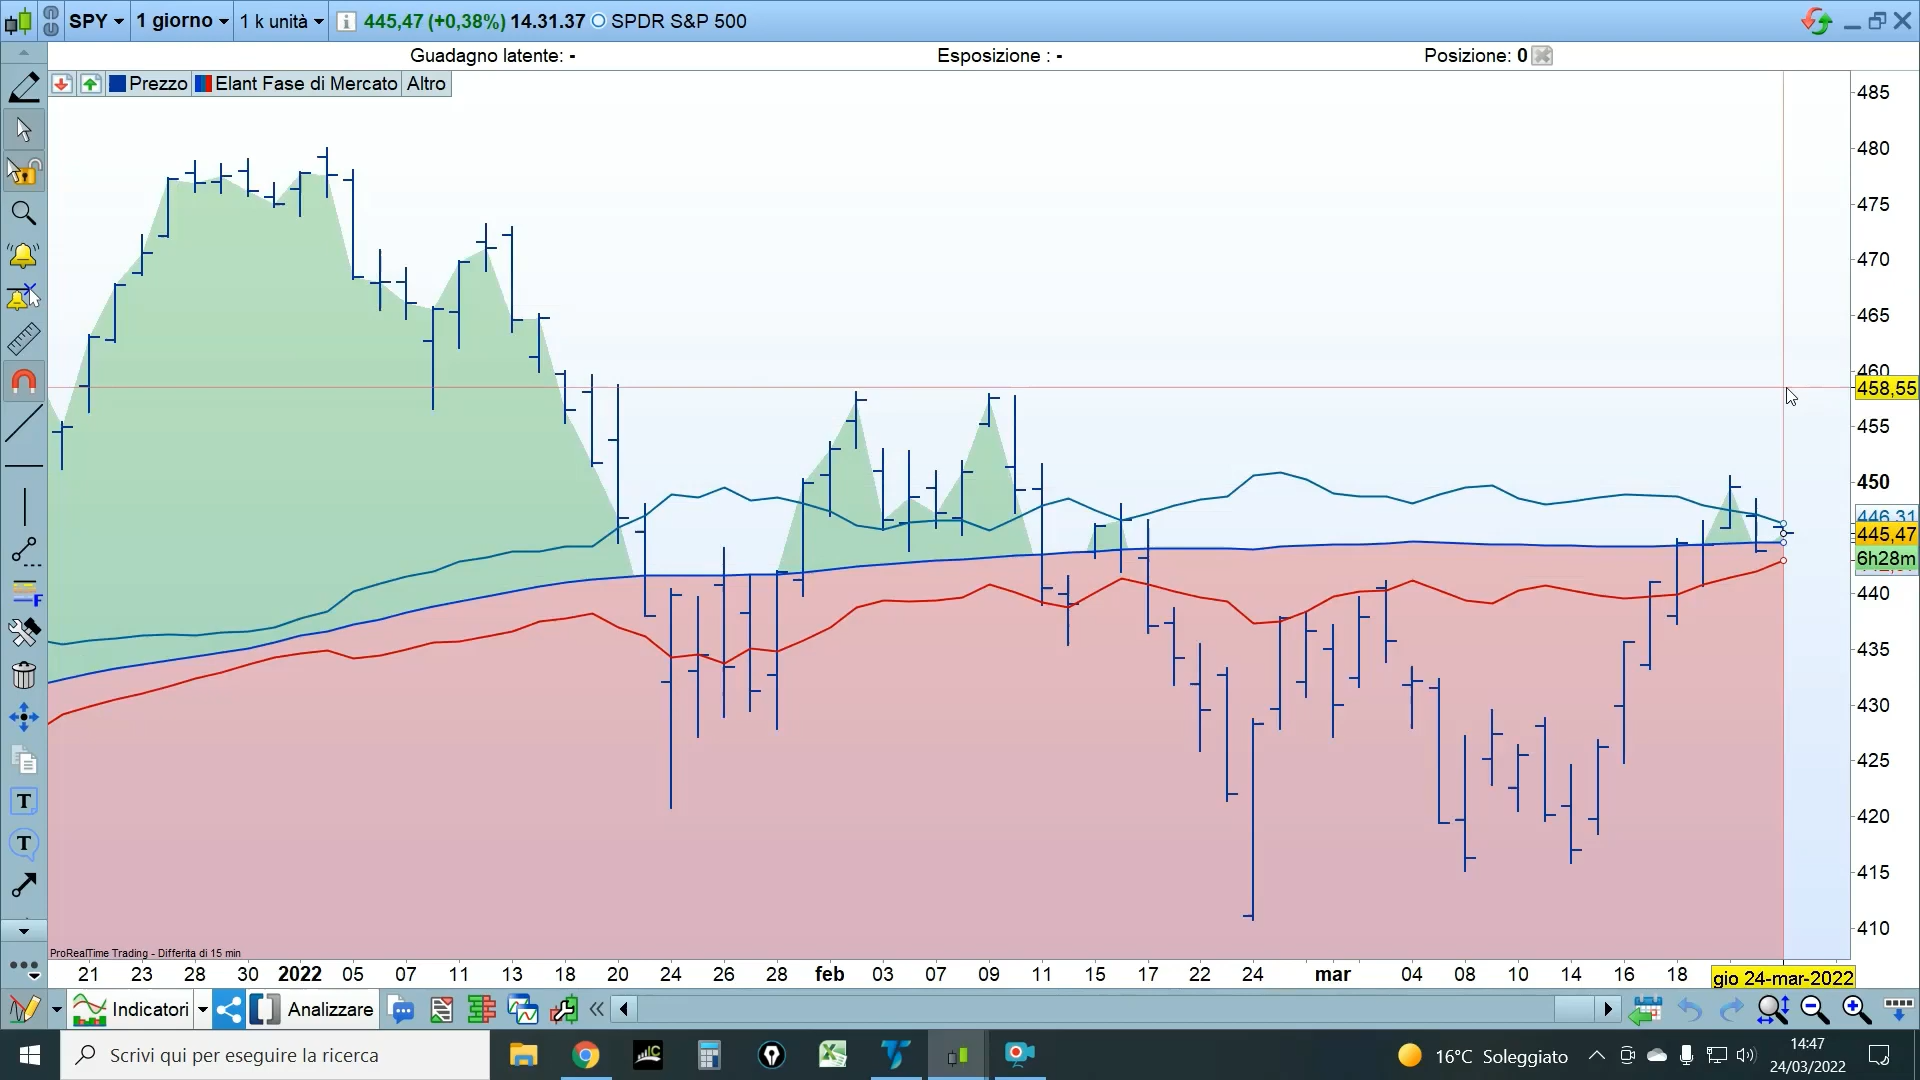 SPY
1 giorno
1 k unità
445,47 (+0,38%) 14.31.37
SPDR S&P 500
Guadagno latente: -
Esposizione : -
Posizione: 0
Prezzo
Elant Fase di Mercato
Altro
485
480
475
470
465
460
458,55
455
450
446,31
445,47
6h28m
440
435
430
425
420
415
410
ProRealTime Trading - Differita di 15 min
21 23 28 30 2022 05 07 11 13 18 20 24 26 28 feb 03 07 09 11 15 17 22 24 mar 04 08 10 14 16 18 gio 24-mar-2022
Indicatori
Analizzare
Scrivi qui per eseguire la ricerca
16°C Soleggiato
14:47
24/03/2022